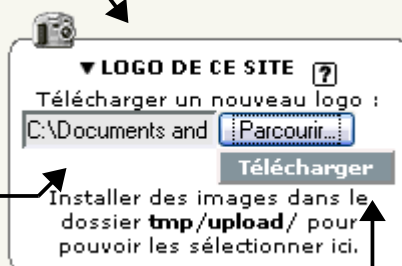 ▼LOGO DE CE SITE ?
Télécharger un nouveau logo :
C:\Documents and Parcourir...
Télécharger
Installer des images dans le
dossier tmp/upload/ pour
pouvoir les sélectionner ici.